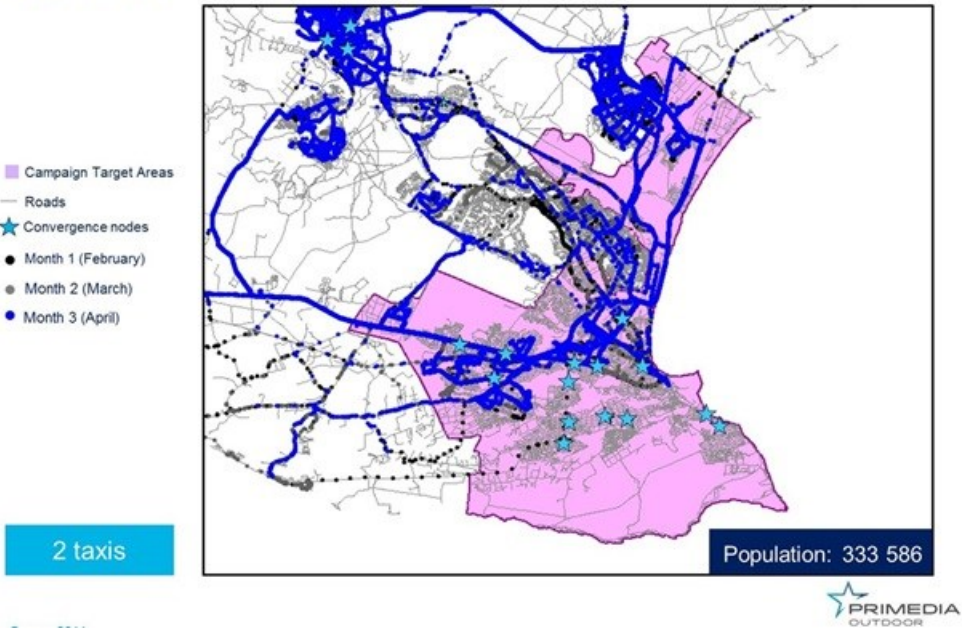 Campaign Target Areas
Roads
Convergence nodes
Month 1 (February)
Month 2 (March)
Month 3 (April)
2 taxis
Population: 333 586
PRIMEDIA
OUTDOOR